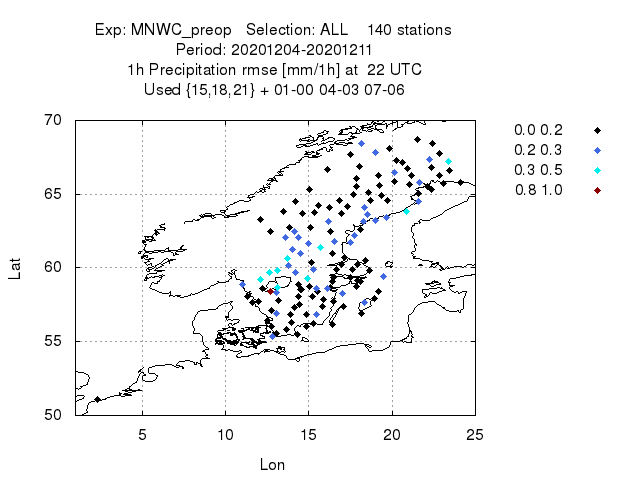 Exp: MNWC_preop   Selection: ALL    140 stations
Period: 20201204-20201211
1h Precipitation rmse [mm/1h] at  22 UTC
Used {15,18,21} + 01-00 04-03 07-06
70
65
60
55
50
Lat
5
10
15
20
25
Lon
0.0 0.2
0.2 0.3
0.3 0.5
0.8 1.0